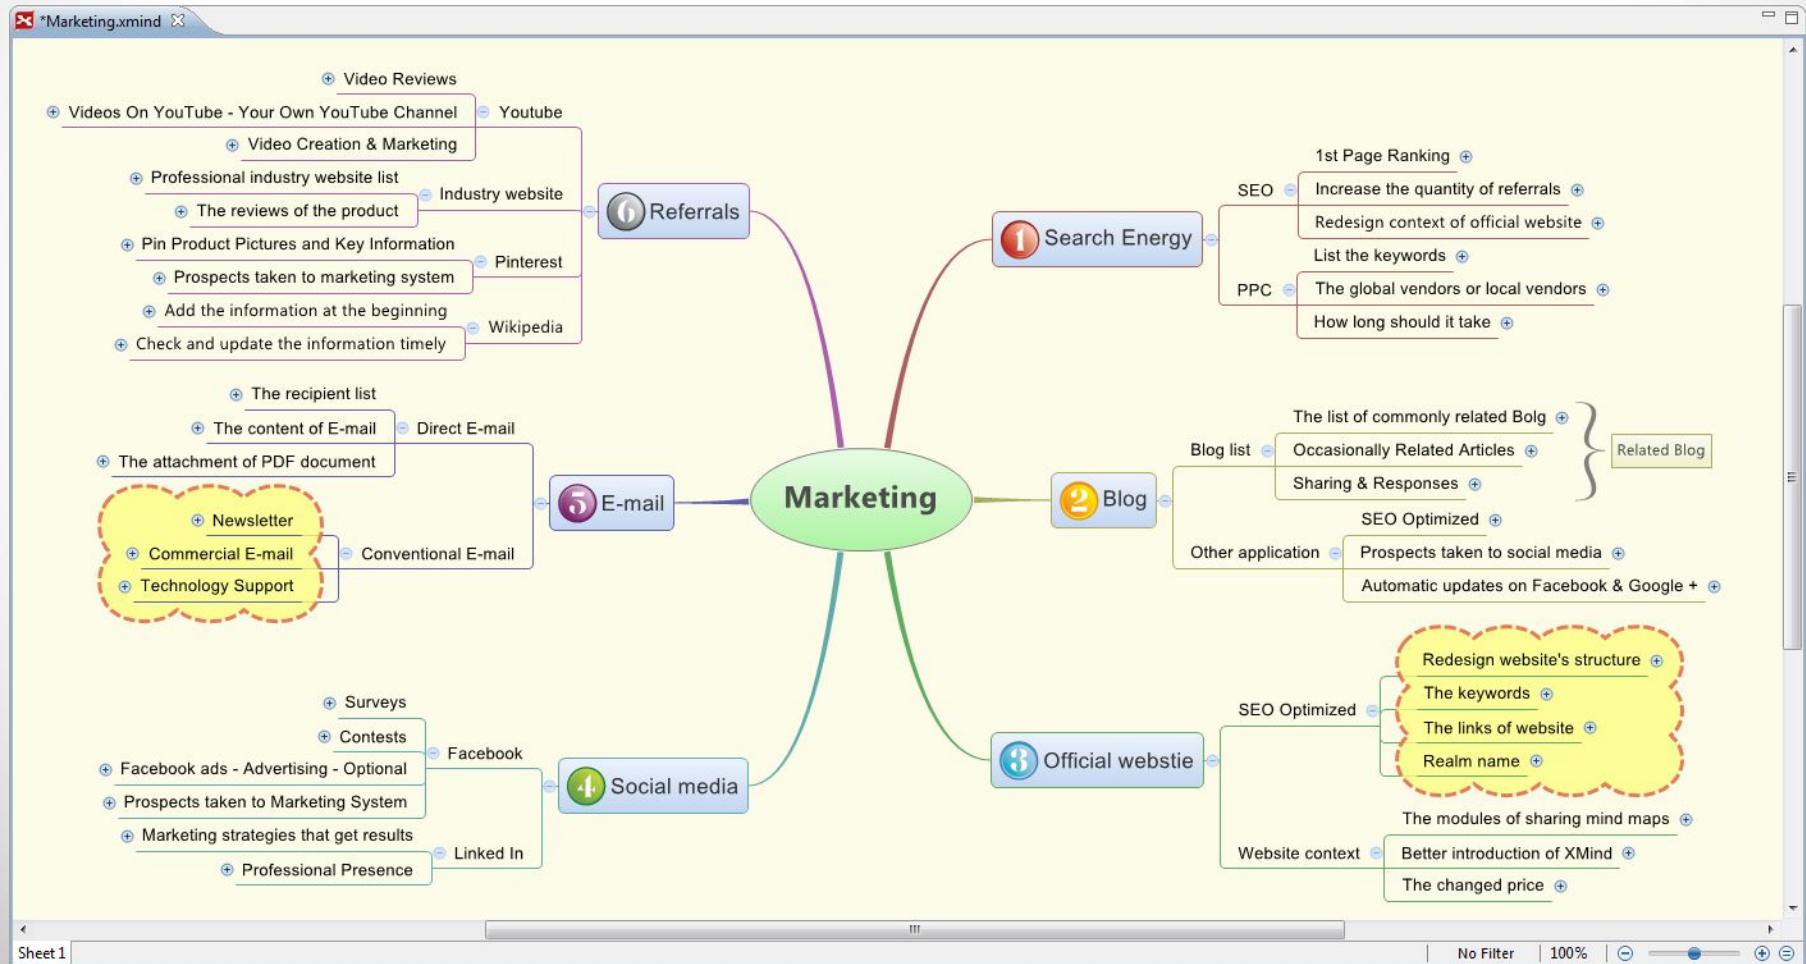 *Marketing.xmind
Marketing
1 Search Energy
SEO
1st Page Ranking
Increase the quantity of referrals
Redesign context of official website
PPC
List the keywords
The global vendors or local vendors
How long should it take
2 Blog
Blog list
The list of commonly related Bolg
Occasionally Related Articles
Sharing & Responses
Related Blog
Other application
SEO Optimized
Prospects taken to social media
Automatic updates on Facebook & Google +
3 Official webstie
SEO Optimized
Redesign website's structure
The keywords
The links of website
Realm name
Website context
The modules of sharing mind maps
Better introduction of XMind
The changed price
4 Social media
Facebook
Surveys
Contests
Facebook ads - Advertising - Optional
Prospects taken to Marketing System
Linked In
Marketing strategies that get results
Professional Presence
5 E-mail
Direct E-mail
The recipient list
The content of E-mail
The attachment of PDF document
Conventional E-mail
Newsletter
Commercial E-mail
Technology Support
6 Referrals
Youtube
Video Reviews
Videos On YouTube - Your Own YouTube Channel
Video Creation & Marketing
Industry website
Professional industry website list
The reviews of the product
Pinterest
Pin Product Pictures and Key Information
Prospects taken to marketing system
Wikipedia
Add the information at the beginning
Check and update the information timely
Sheet 1
No Filter
100%